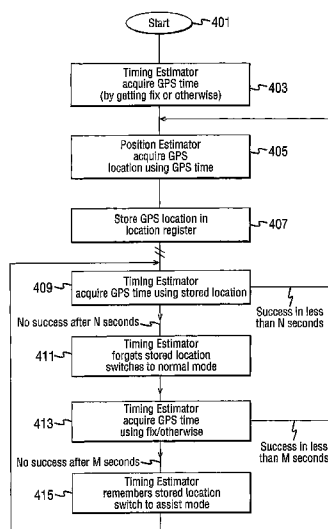 Start
401
Timing Estimator
acquire GPS time
(by getting fix or otherwise)
403
Position Estimator
acquire GPS
location using GPS time
405
Store GPS location in
location register
407
409
Timing Estimator
acquire GPS time using stored location
No success after N seconds
Success in less
than N seconds
411
Timing Estimator
forgets stored location
switches to normal mode
413
Timing Estimator
acquire GPS time
using fix/otherwise
No success after M seconds
Success in less
than M seconds
415
Timing Estimator
remembers stored location
switch to assist mode